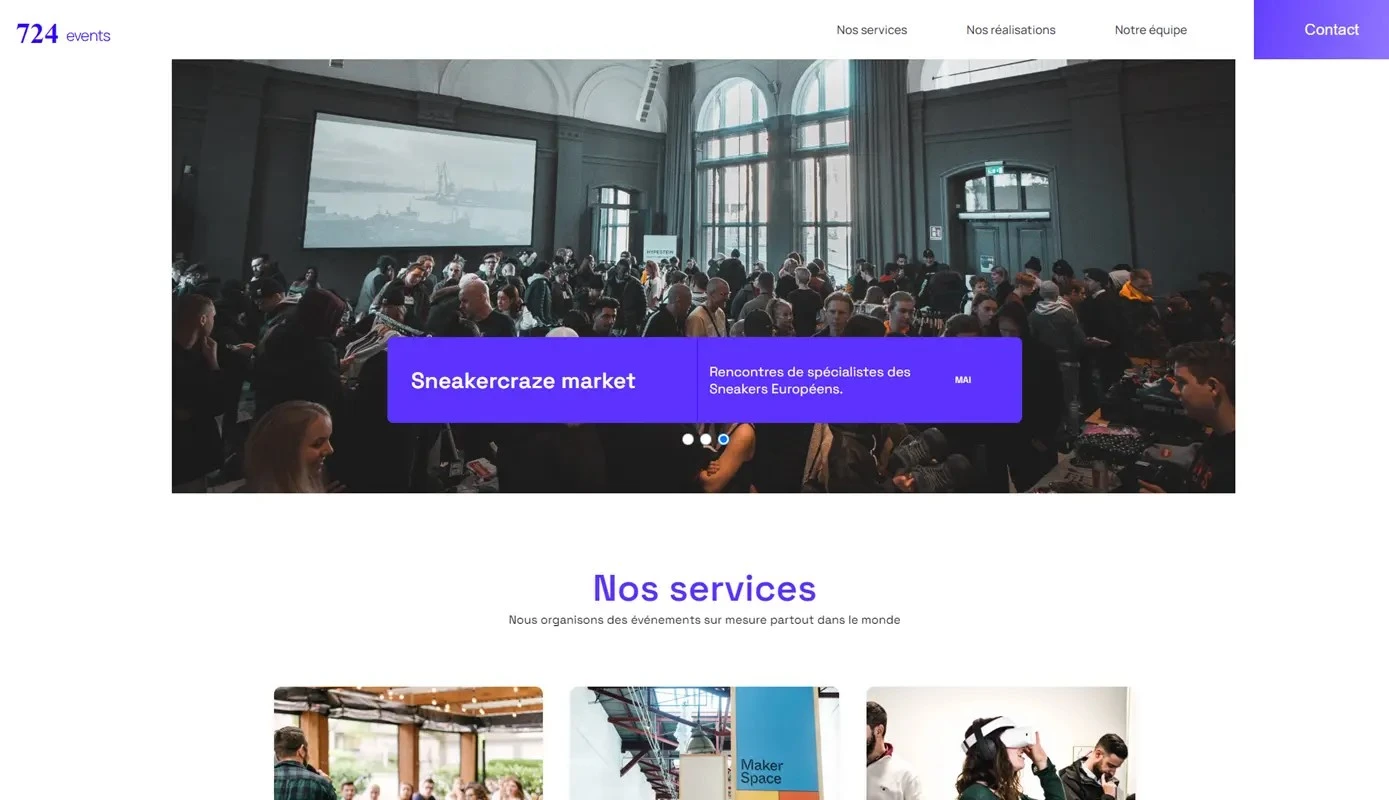 724 events
Nos services
Nos réalisations
Notre équipe
Contact
HYPESTEIN
Sneakercraze market
Rencontres de spécialistes des
Sneakers Européens.
MAI
Nos services
Nous organisons des événements sur mesure partout dans le monde
Maker
Space